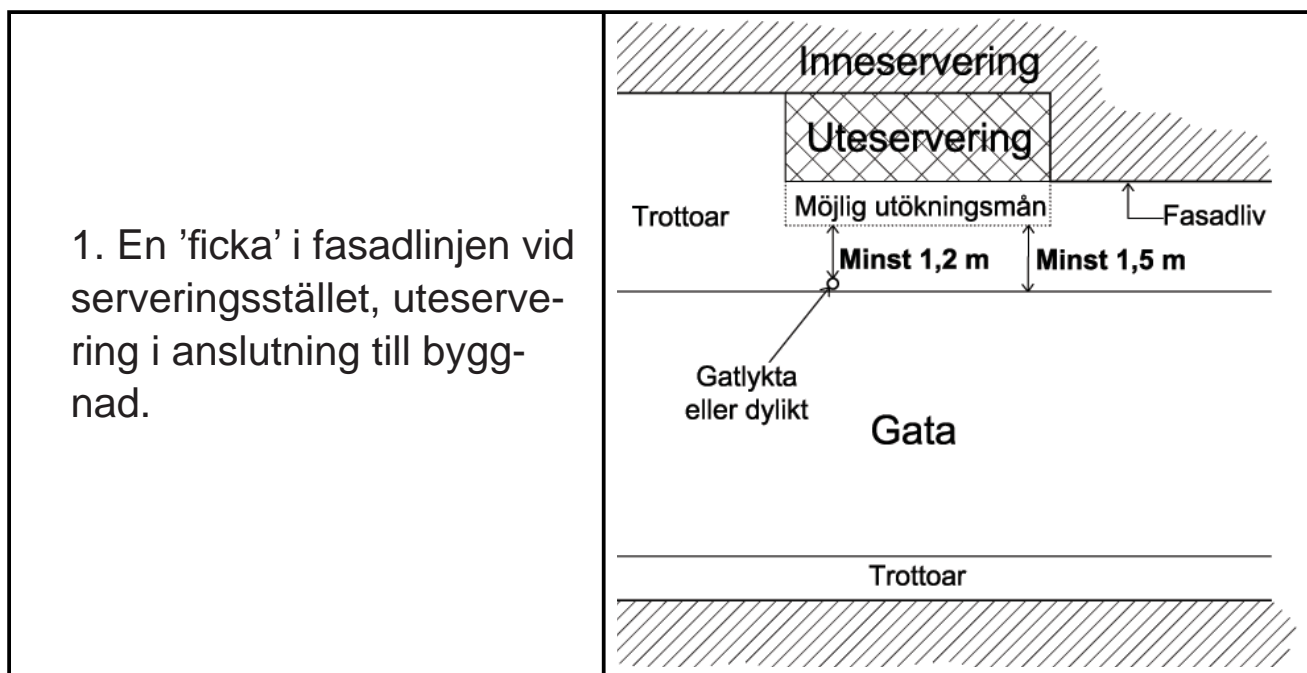 1. En ’ficka’ i fasadlinjen vid
serveringsstället, uteserve-
ring i anslutning till bygg-
nad.
Inneservering
Uteservering
Möjlig utökningsmån
Trottoar
Fasadliv
Minst 1,2 m
Minst 1,5 m
Gatlykta
eller dylikt
Gata
Trottoar